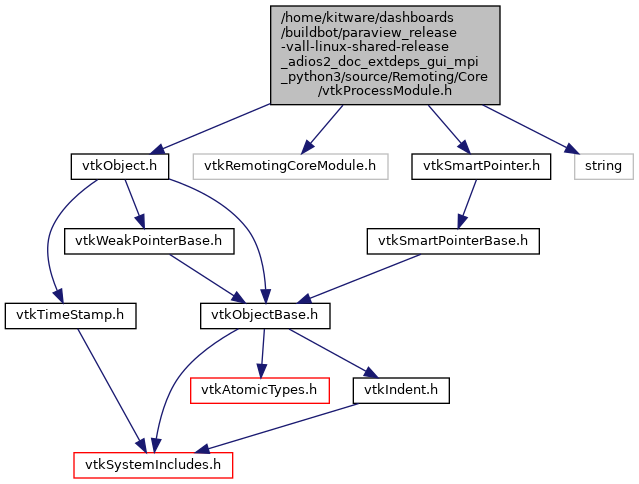 /home/kitware/dashboards
/buildbot/paraview_release
-vall-linux-shared-release
_adios2_doc_extdeps_gui_mpi
_python3/source/Remoting/Core
/vtkProcessModule.h
vtkObject.h
vtkRemotingCoreModule.h
vtkSmartPointer.h
string
vtkWeakPointerBase.h
vtkSmartPointerBase.h
vtkTimeStamp.h
vtkObjectBase.h
vtkAtomicTypes.h
vtkIndent.h
vtkSystemIncludes.h